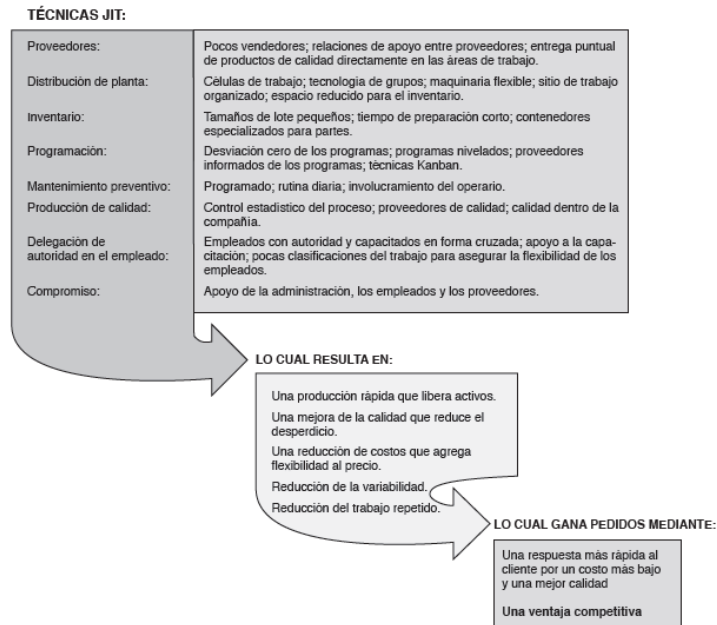 TÉCNICAS JIT:
Proveedores: Pocos vendedores; relaciones de apoyo entre proveedores; entrega puntual
de productos de calidad directamente en las áreas de trabajo.
Distribución de planta: Células de trabajo; tecnología de grupos; maquinaria flexible; sitio de trabajo
organizado; espacio reducido para el inventario.
Inventario: Tamaños de lote pequeños; tiempo de preparación corto; contenedores
especializados para partes.
Programación: Desviación cero de los programas; programas nivelados; proveedores
informados de los programas; técnicas Kanban.
Mantenimiento preventivo: Programado; rutina diaria; involucramiento del operario.
Producción de calidad: Control estadístico del proceso; proveedores de calidad; calidad dentro de la
compañía.
Delegación de
autoridad en el empleado: Empleados con autoridad y capacitados en forma cruzada; apoyo a la capa-
citación; pocas clasificaciones del trabajo para asegurar la flexibilidad de los
empleados.
Compromiso: Apoyo de la administración, los empleados y los proveedores.
LO CUAL RESULTA EN:
Una producción rápida que libera activos.
Una mejora de la calidad que reduce el
desperdicio.
Una reducción de costos que agrega
flexibilidad al precio.
Reducción de la variabilidad.
Reducción del trabajo repetido.
LO CUAL GANA PEDIDOS MEDIANTE:
Una respuesta más rápida al
cliente por un costo más bajo
y una mejor calidad
Una ventaja competitiva